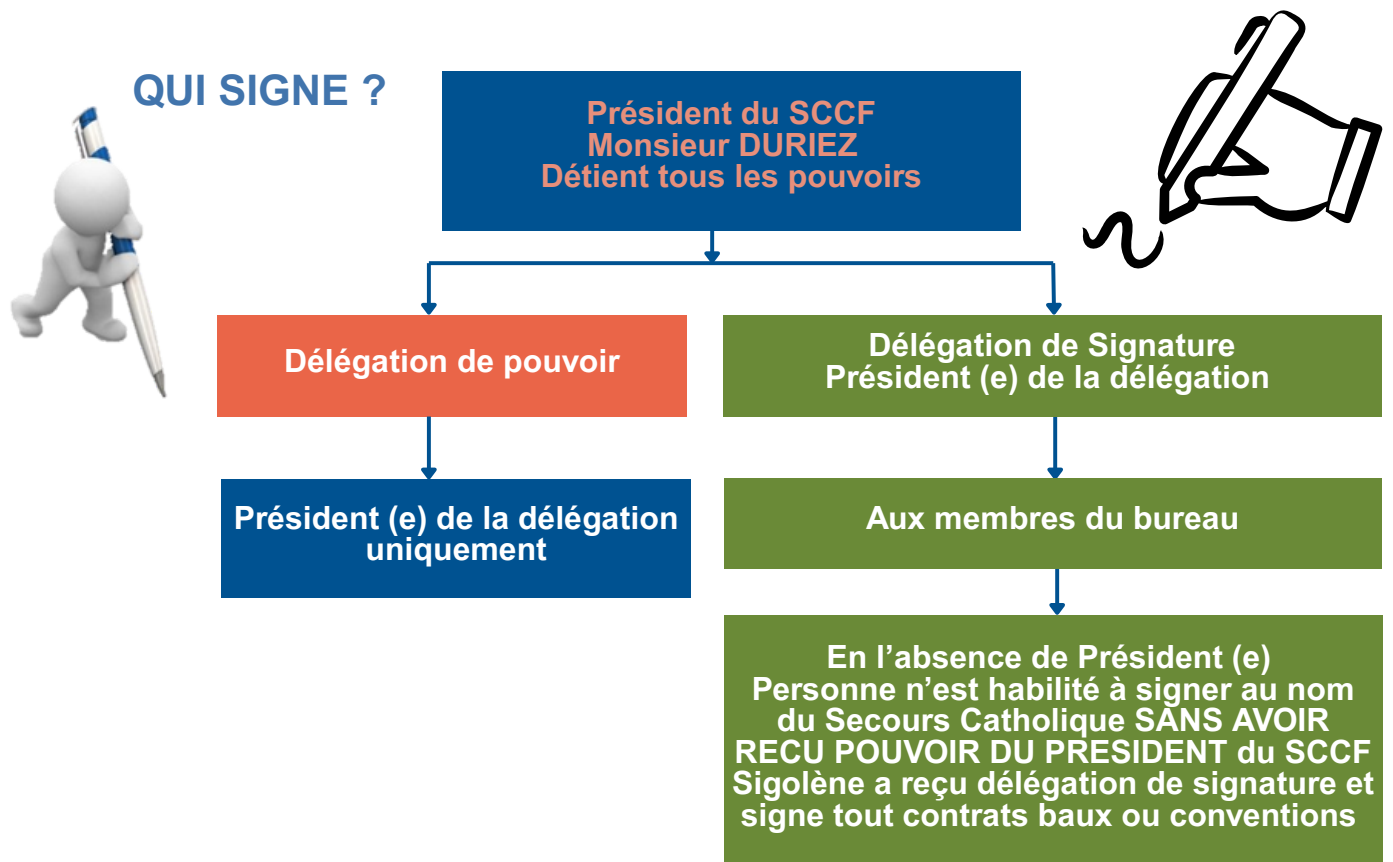 QUI SIGNE ?
Président du SCCF
Monsieur DURIEZ
Détient tous les pouvoirs
Délégation de pouvoir
Délégation de Signature
Président (e) de la délégation
Président (e) de la délégation
uniquement
Aux membres du bureau
En l’absence de Président (e)
Personne n’est habilité à signer au nom
du Secours Catholique SANS AVOIR
RECU POUVOIR DU PRESIDENT du SCCF
Sigolène a reçu délégation de signature et
signe tout contrats baux ou conventions